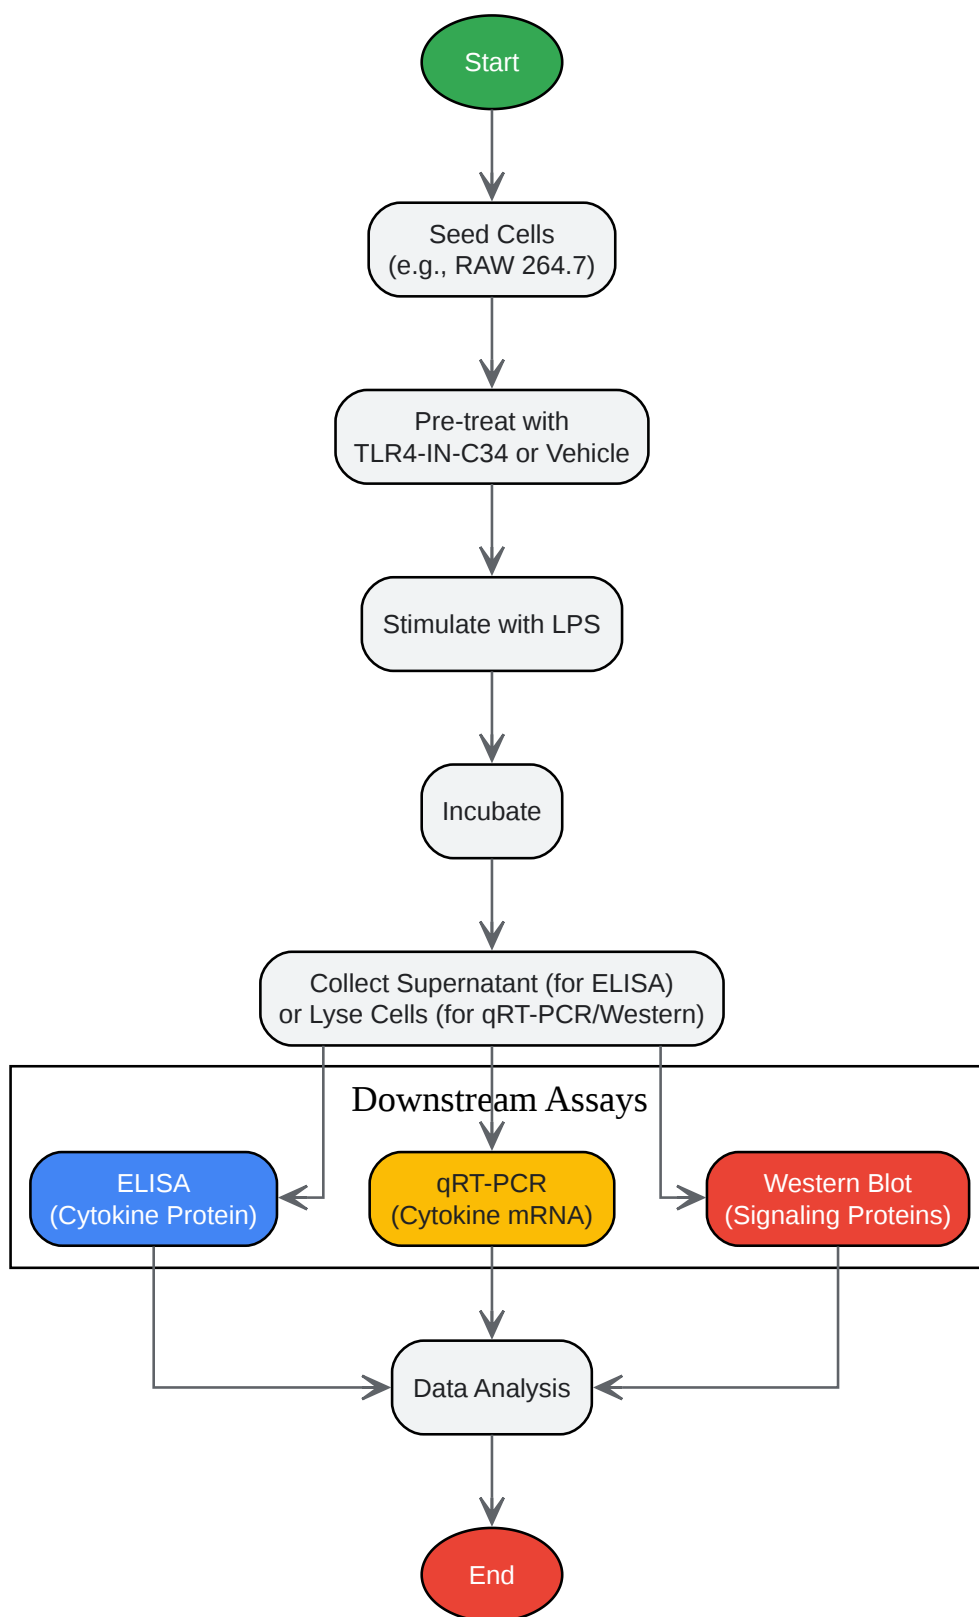 Start
Seed Cells
(e.g., RAW 264.7)
Pre-treat with
TLR4-IN-C34 or Vehicle
Stimulate with LPS
Incubate
Collect Supernatant (for ELISA)
or Lyse Cells (for qRT-PCR/Western)
Downstream Assays
ELISA
(Cytokine Protein)
qRT-PCR
(Cytokine mRNA)
Western Blot
(Signaling Proteins)
Data Analysis
End